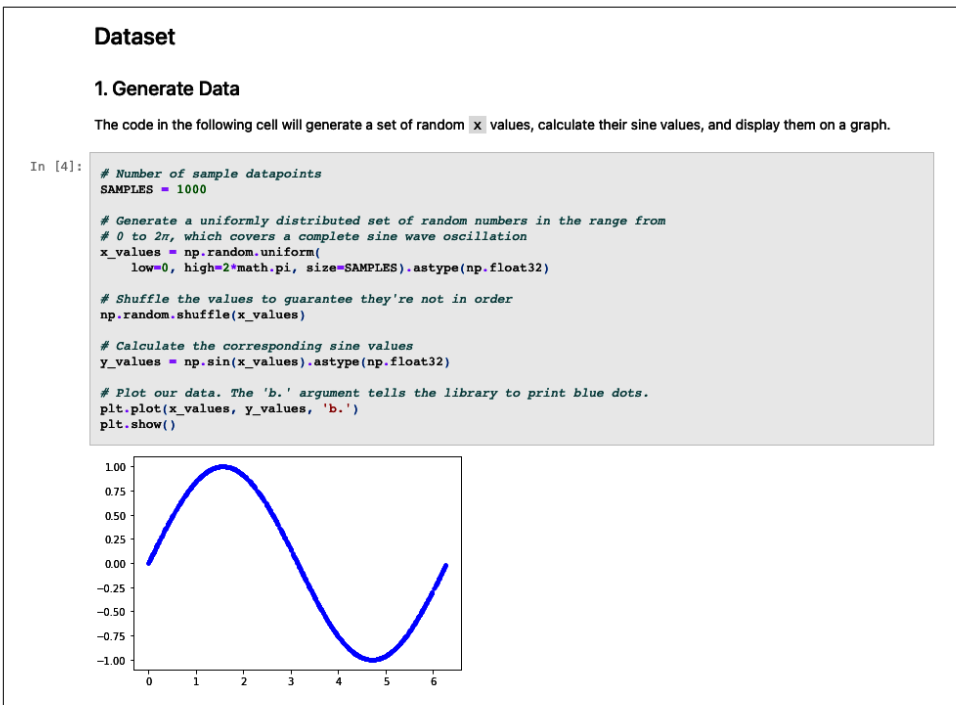 Dataset
1. Generate Data
The code in the following cell will generate a set of random x values, calculate their sine values, and display them on a graph.
In [4]:
# Number of sample datapoints
SAMPLES = 1000
# Generate a uniformly distributed set of random numbers in the range from
# 0 to 2π, which covers a complete sine wave oscillation
x_values = np.random.uniform(
    low=0, high=2*math.pi, size=SAMPLES).astype(np.float32)
# Shuffle the values to guarantee they're not in order
np.random.shuffle(x_values)
# Calculate the corresponding sine values
y_values = np.sin(x_values).astype(np.float32)
# Plot our data. The 'b.' argument tells the library to print blue dots.
plt.plot(x_values, y_values, 'b.')
plt.show()
1.00
0.75
0.50
0.25
0.00
−0.25
−0.50
−0.75
−1.00
0 1 2 3 4 5 6